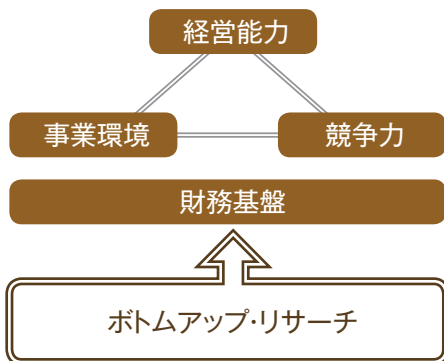 経営能力
事業環境
競争力
財務基盤
ボトムアップ・リサーチ